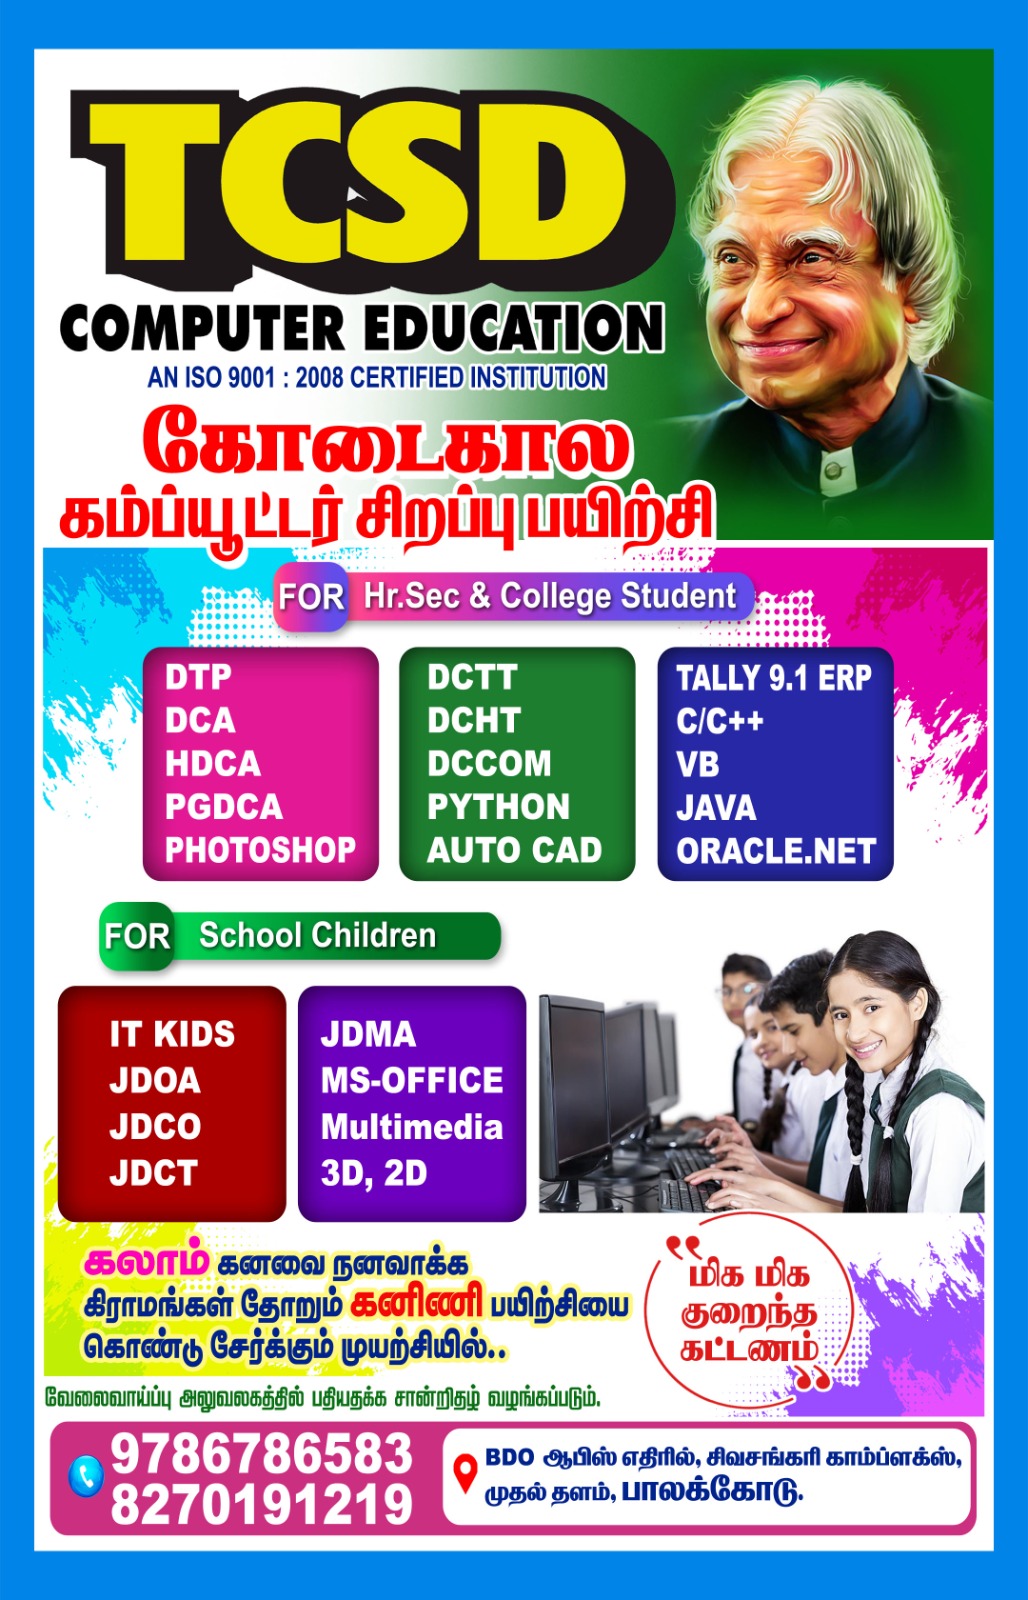 TCSD
COMPUTER EDUCATION
AN ISO 9001 : 2008 CERTIFIED INSTITUTION
கோடைகால
கம்ப்யூட்டர் சிறப்பு பயிற்சி
FOR Hr.Sec & College Student
DTP
DCA
HDCA
PGDCA
PHOTOSHOP
DCTT
DCHT
DCCOM
PYTHON
AUTO CAD
TALLY 9.1 ERP
C/C++
VB
JAVA
ORACLE.NET
FOR School Children
IT KIDS
JDOA
JDCO
JDCT
JDMA
MS-OFFICE
Multimedia
3D, 2D
கலாம் கனவை நனவாக்க
கிராமங்கள் தோறும் கனிணி பயிற்சியை
கொண்டு சேர்க்கும் முயற்சியில்..
"மிக மிக
குறைந்த
கட்டணம்"
வேலைவாய்ப்பு அலுவலகத்தில் பதியதக்க சான்றிதழ் வழங்கப்படும்.
9786786583
8270191219
BDO ஆபிஸ் எதிரில், சிவசங்கரி காம்ப்ளக்ஸ்,
முதல் தளம், பாலக்கோடு.